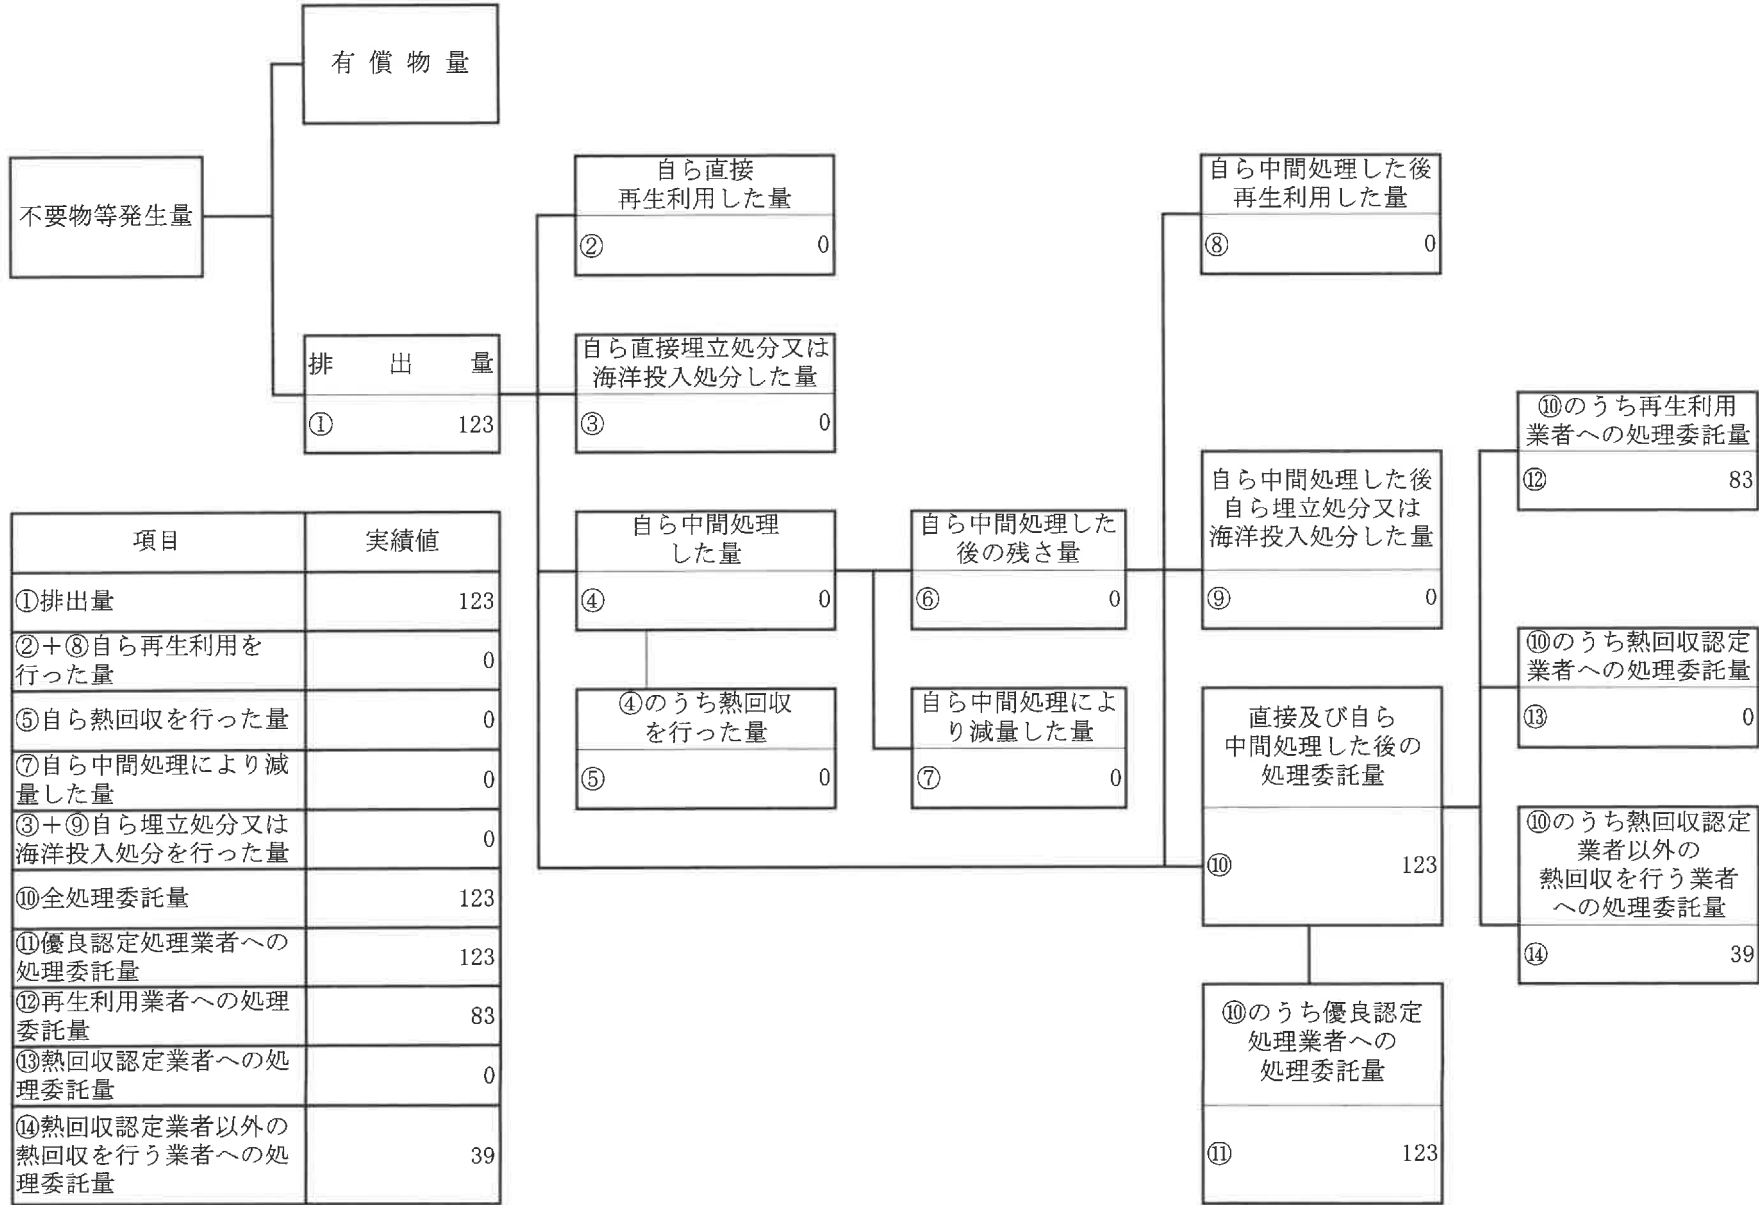 有償物量
不要物等発生量
排出量
① 123
自ら直接
再生利用した量
② 0
自ら直接埋立処分又は
海洋投入処分した量
③ 0
自ら中間処理
した量
④ 0
④のうち熱回収
を行った量
⑤ 0
自ら中間処理した
後の残さ量
⑥ 0
自ら中間処理によ
り減量した量
⑦ 0
自ら中間処理した後
再生利用した量
⑧ 0
自ら中間処理した後
自ら埋立処分又は
海洋投入処分した量
⑨ 0
直接及び自ら
中間処理した後の
処理委託量
⑩ 123
⑩のうち優良認定
処理業者への
処理委託量
⑪ 123
⑩のうち再生利用
業者への処理委託量
⑫ 83
⑩のうち熱回収認定
業者への処理委託量
⑬ 0
⑩のうち熱回収認定
業者以外の
熱回収を行う業者
への処理委託量
⑭ 39
項目 実績値
①排出量 123
②+⑧自ら再生利用を
行った量 0
⑤自ら熱回収を行った量 0
⑦自ら中間処理により減
量した量 0
③+⑨自ら埋立処分又は
海洋投入処分を行った量 0
⑩全処理委託量 123
⑪優良認定処理業者への
処理委託量 123
⑫再生利用業者への処理
委託量 83
⑬熱回収認定業者への処
理委託量 0
⑭熱回収認定業者以外の
熱回収を行う業者への処
理委託量 39